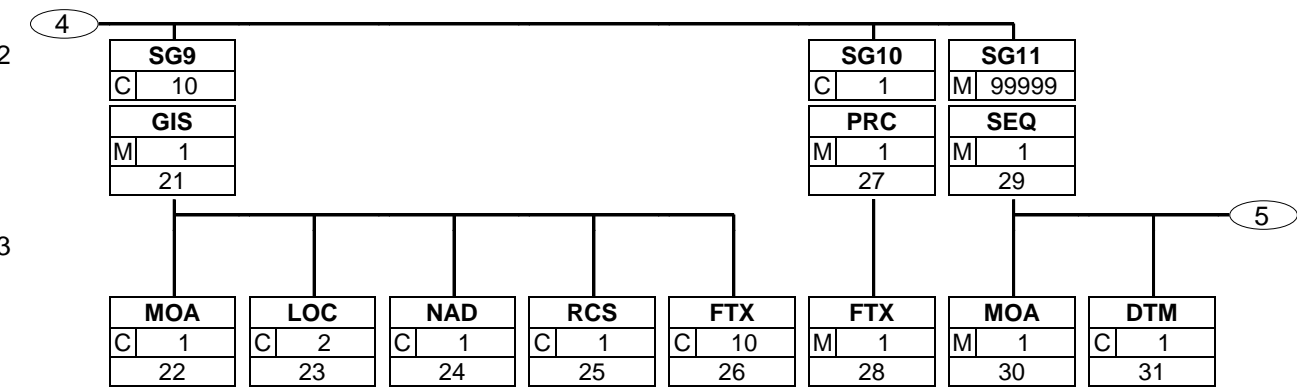 4
2
SG9 SG10 SG11
C 10 C 1 M 99999
GIS PRC SEQ
M 1 M 1 M 1
21 27 29
5
3
MOA LOC NAD RCS FTX FTX MOA DTM
C 1 C 2 C 1 C 1 C 10 M 1 M 1 C 1
22 23 24 25 26 28 30 31